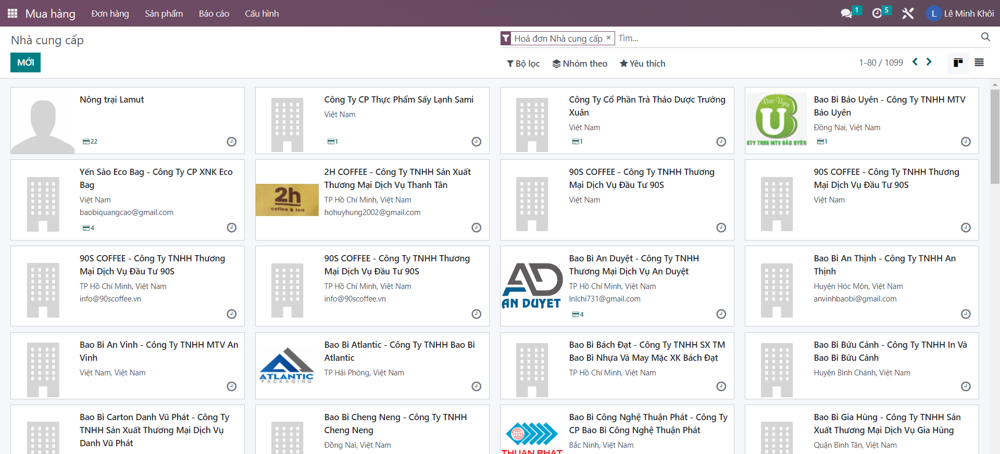 Mua hàng
Đơn hàng
Sản phẩm
Báo cáo
Cấu hình
1
5
L
Lê Minh Khôi
Nhà cung cấp
Hoá đơn Nhà cung cấp ×
Tìm...
MỚI
Bộ lọc
Nhóm theo
Yêu thích
1-80 / 1099
Nông trại Lamut
22
Công Ty CP Thực Phẩm Sấy Lạnh Sami
Việt Nam
1
Công Ty Cổ Phần Trà Thảo Dược Trường
Xuân
Việt Nam
1
Bao Uyên
U
CTY TNHH MTV BẢO UYÊN
Bao Bì Bảo Uyên - Công Ty TNHH MTV
Bảo Uyên
Đồng Nai, Việt Nam
1
Yến Sào Eco Bag - Công Ty CP XNK Eco
Bag
Việt Nam
baobiquangcao@gmail.com
4
2h
coffee & tea
2H COFFEE - Công Ty TNHH Sản Xuất
Thương Mại Dịch Vụ Thanh Tân
TP Hồ Chí Minh, Việt Nam
hohuyhung2002@gmail.com
90S COFFEE - Công Ty TNHH Thương
Mại Dịch Vụ Đầu Tư 90S
Việt Nam
90S COFFEE - Công Ty TNHH Thương
Mại Dịch Vụ Đầu Tư 90S
Việt Nam
90S COFFEE - Công Ty TNHH Thương
Mại Dịch Vụ Đầu Tư 90S
TP Hồ Chí Minh, Việt Nam
info@90scoffee.vn
90S COFFEE - Công Ty TNHH Thương
Mại Dịch Vụ Đầu Tư 90S
TP Hồ Chí Minh, Việt Nam
info@90scoffee.vn
AD
AN DUYET
Bao Bì An Duyệt - Công Ty TNHH
Thương Mại Dịch Vụ An Duyệt
TP Hồ Chí Minh, Việt Nam
lnlchi731@gmail.com
4
Bao Bì An Thịnh - Công Ty TNHH An
Thịnh
Huyện Hóc Môn, Việt Nam
anvinhbaobi@gmail.com
Bao Bì An Vinh - Công Ty TNHH MTV An
Vinh
Việt Nam, Việt Nam
ATLANTIC
PACKAGING
Bao Bì Atlantic - Công Ty TNHH Bao Bì
Atlantic
TP Hải Phòng, Việt Nam
Bao Bì Bách Đạt - Công Ty TNHH SX TM
Bao Bì Nhựa Và May Mặc XK Bách Đạt
TP Hồ Chí Minh, Việt Nam
Bao Bì Bửu Cảnh - Công Ty TNHH In Và
Bao Bì Bửu Cảnh
Huyện Bình Chánh, Việt Nam
Bao Bì Carton Danh Vũ Phát - Công Ty
TNHH Sản Xuất Thương Mại Dịch Vụ
Danh Vũ Phát
Bao Bì Cheng Neng - Công Ty TNHH
Cheng Neng
Đồng Nai, Việt Nam
THUAN PHAT
Bao Bì Công Nghệ Thuận Phát - Công Ty
CP Bao Bì Công Nghệ Thuận Phát
Bắc Ninh, Việt Nam
Bao Bì Gia Hùng - Công Ty TNHH Sản
Xuất Thương Mại Dịch Vụ Gia Hùng
Quận Bình Tân, Việt Nam